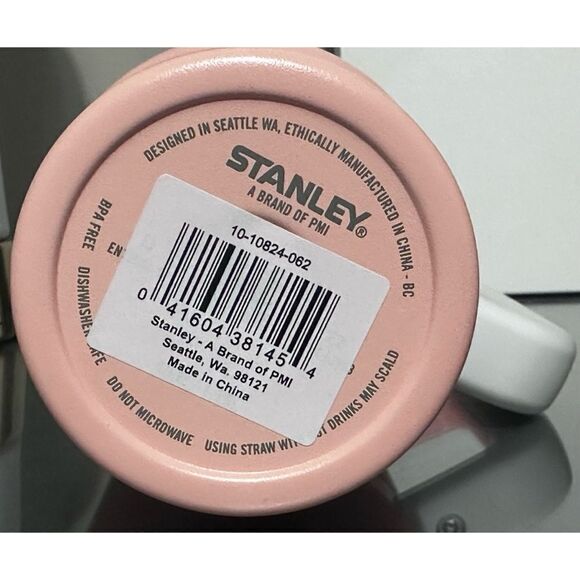 DESIGNED IN SEATTLE WA, ETHICALLY MANUFACTURED IN CHINA - BC
STANLEY®
A BRAND OF PMI
BPA FREE
DISHWASHER
DO NOT MICROWAVE
USING STRAW
DRINKS MAY SCALD
10-10824-062
0 41604 38145 4
Stanley - A Brand of PMI
Seattle, Wa. 98121
Made in China